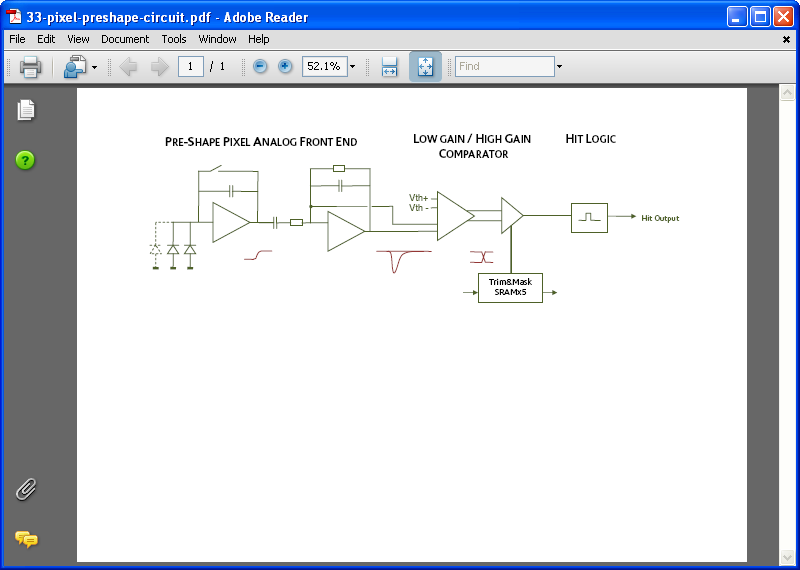 33-pixel-preshape-circuit.pdf - Adobe Reader
File Edit View Document Tools Window Help
1 / 1 52.1% Find
PRE-SHAPE PIXEL ANALOG FRONT END
LOW GAIN / HIGH GAIN
COMPARATOR
HIT LOGIC
Vth+
Vth -
Hit Output
Trim&Mask
SRAMx5